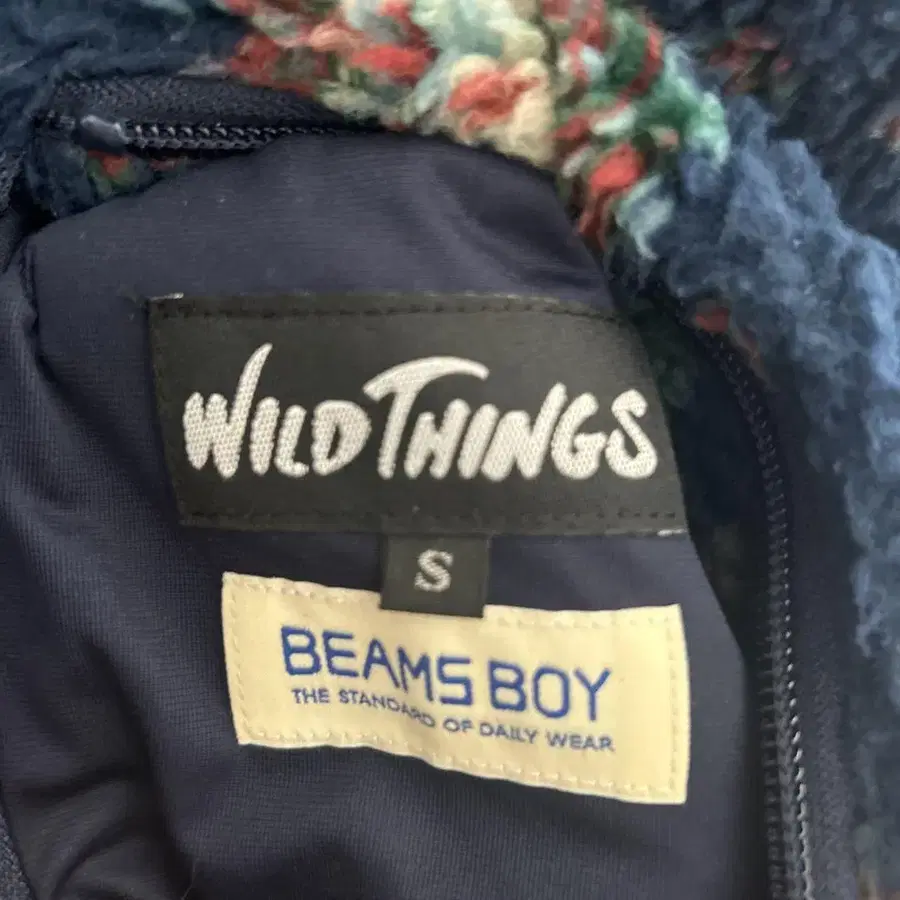 WILD THINGS
S
BEAMS BOY
THE STANDARD OF DAILY WEAR